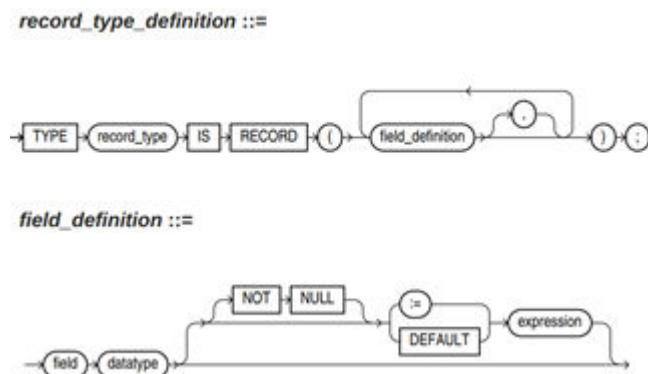 record_type_definition ::=
TYPE record_type IS RECORD ( field_definition , ) ;
field_definition ::=
NOT NULL :=
DEFAULT expression
field datatype